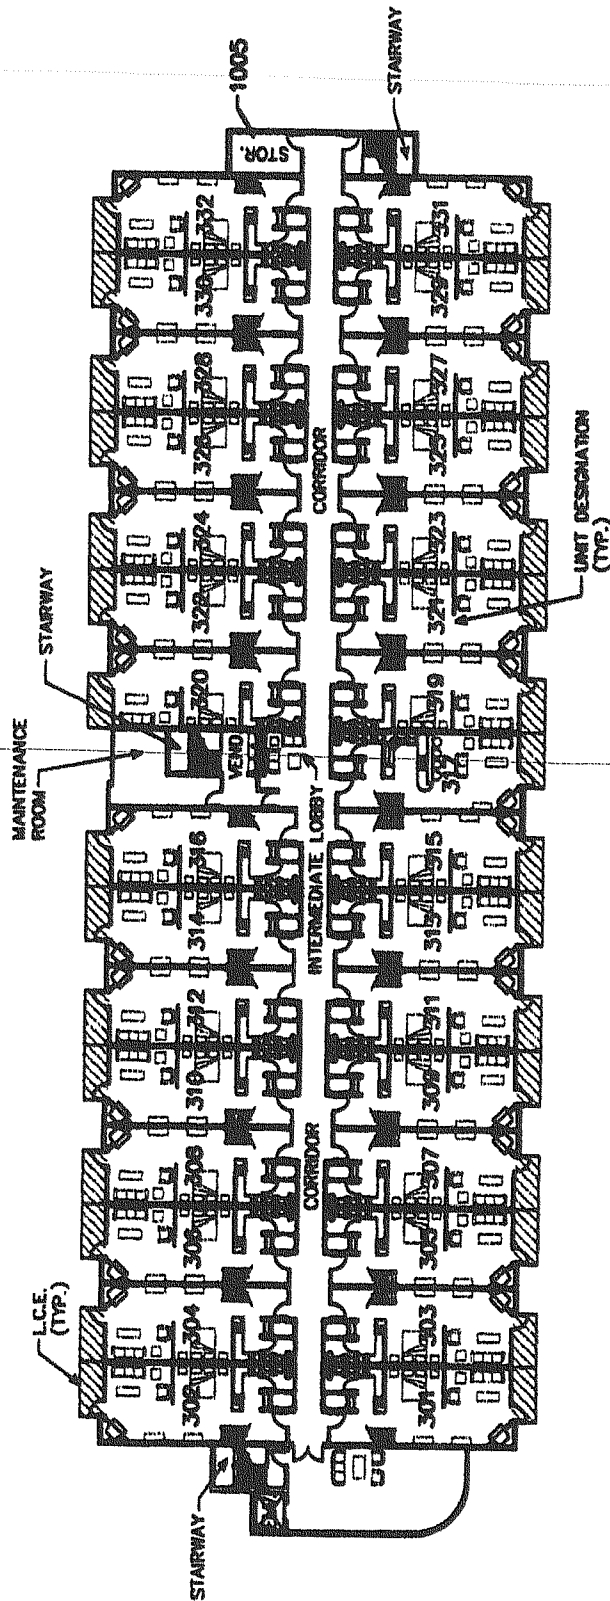 STAIRWAY
L.C.E.
(TYP.)
MAINTENANCE
ROOM
STAIRWAY
1005
STOR.
STAIRWAY
302
304
306
308
310
312
314
316
VEND
320
322
324
326
328
330
332
CORRIDOR
INTERMEDIATE LOBBY
CORRIDOR
301
303
305
307
309
311
313
315
317
319
321
323
325
327
329
331
UNIT DESIGNATION
(TYP.)